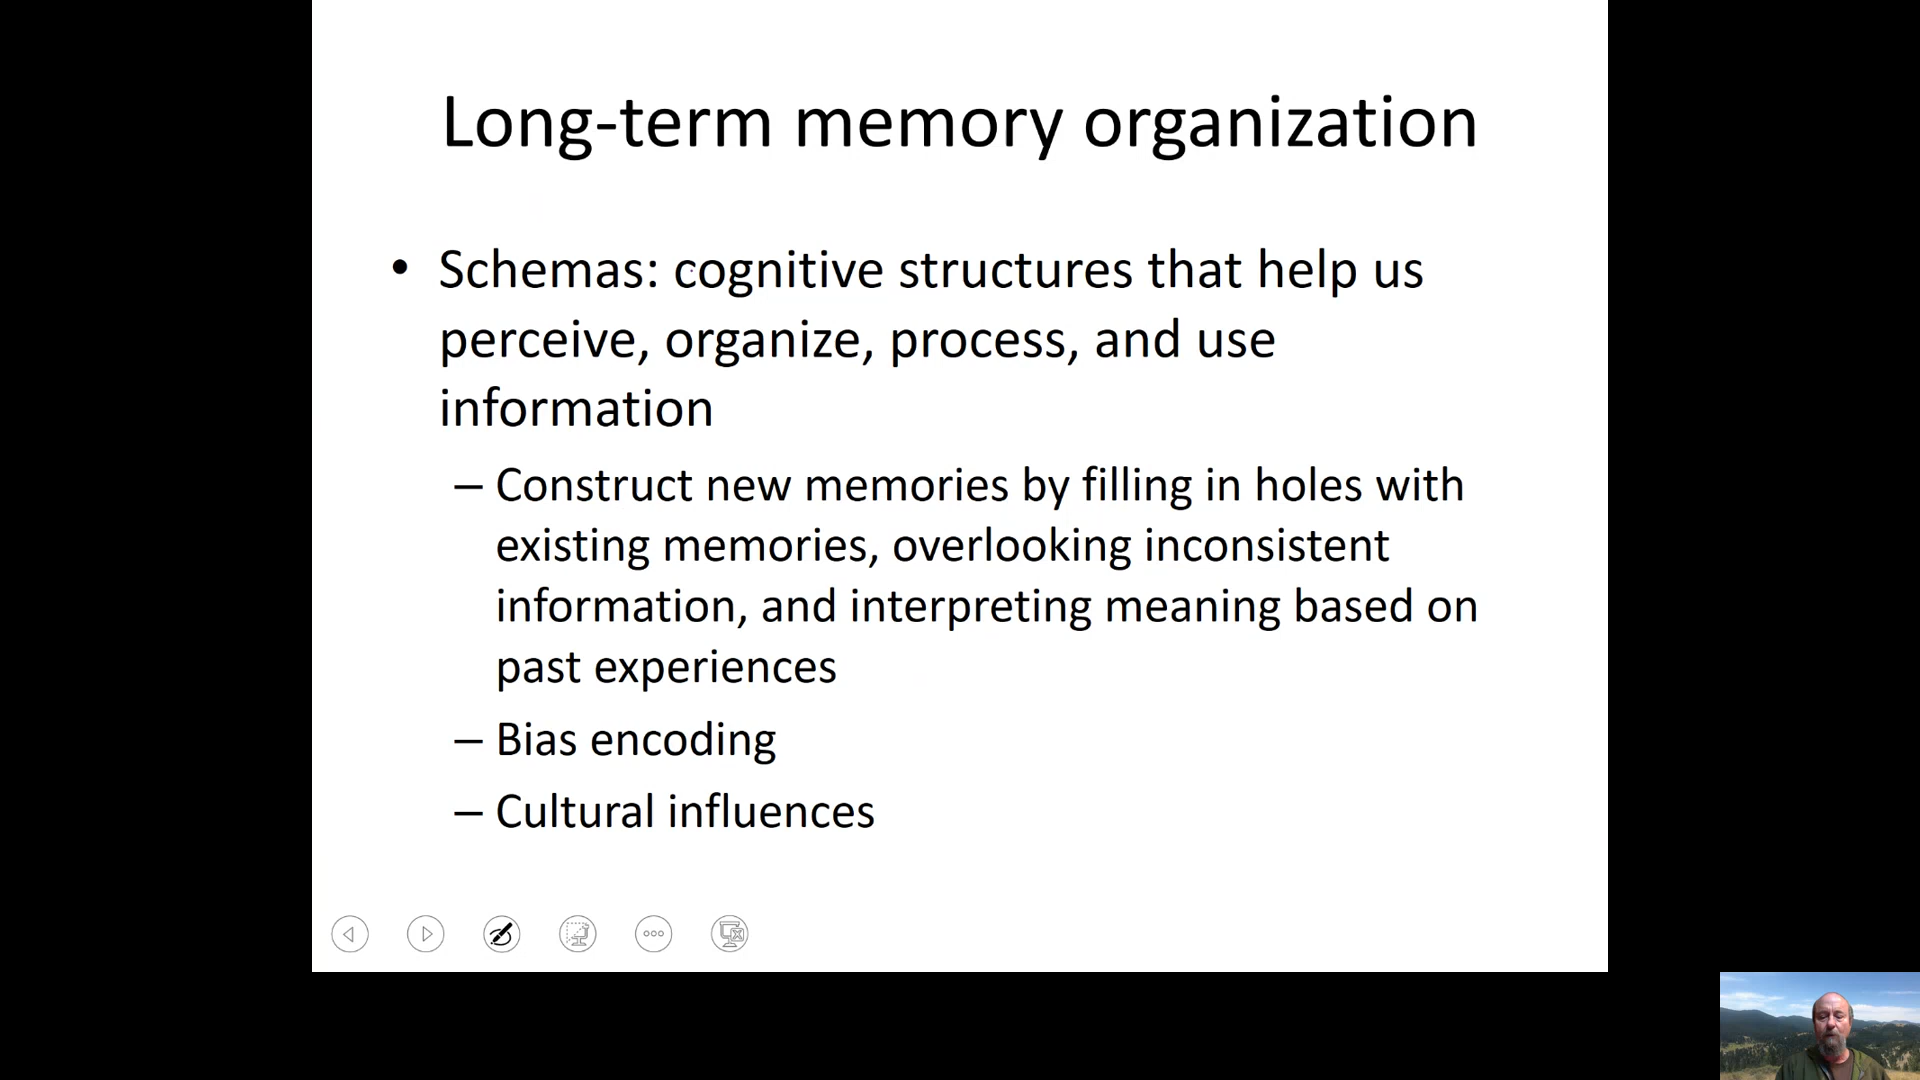 Long-term memory organization
• Schemas: cognitive structures that help us
perceive, organize, process, and use
information
– Construct new memories by filling in holes with
existing memories, overlooking inconsistent
information, and interpreting meaning based on
past experiences
– Bias encoding
– Cultural influences